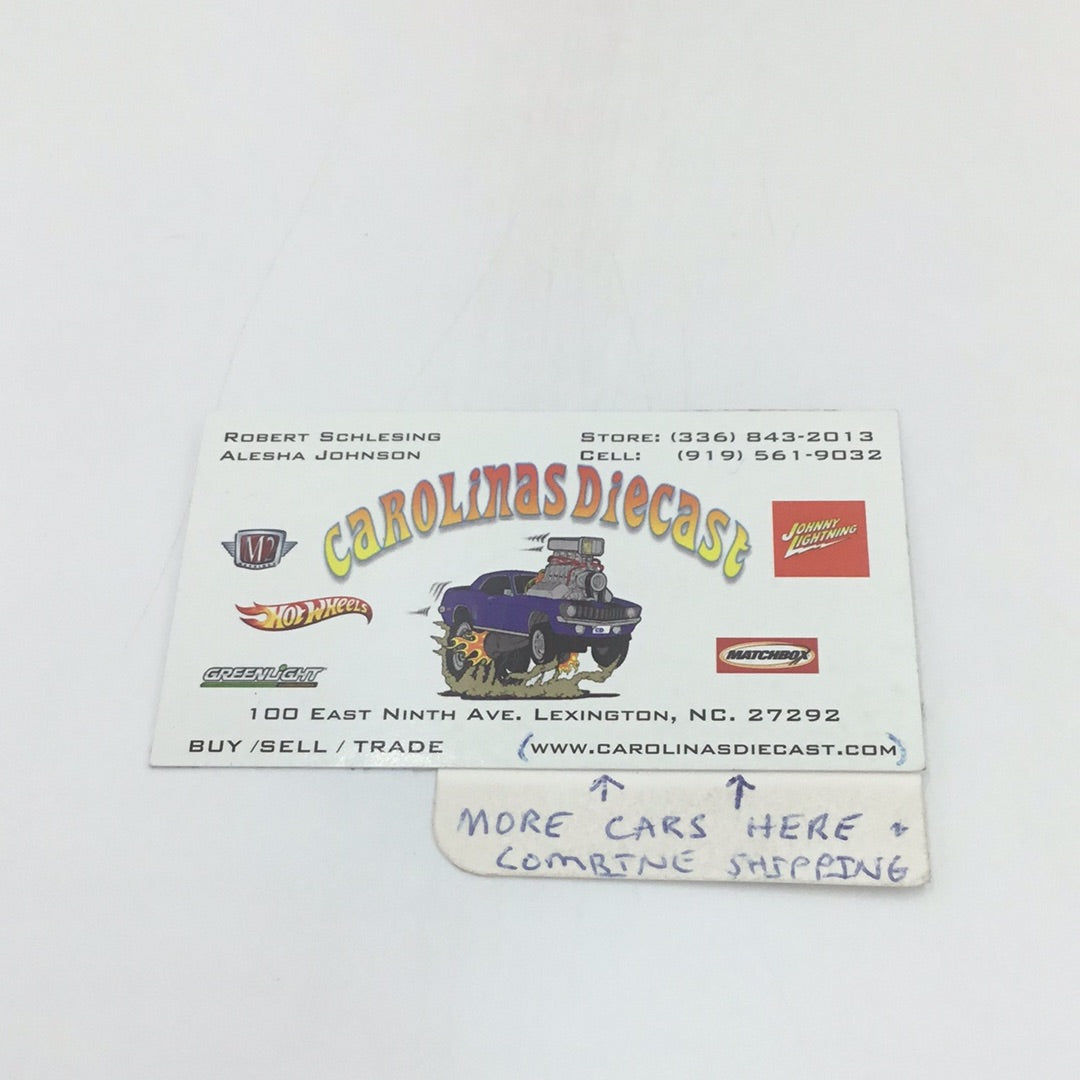 ROBERT SCHLESING
ALESHA JOHNSON
STORE: (336) 843-2013
CELL: (919) 561-9032
CAROLINAS DIECAST
M2
HOT WHEELS
GREENLIGHT
JOHNNY
LIGHTNING
MATCHBOX
100 EAST NINTH AVE. LEXINGTON, NC. 27292
BUY /SELL / TRADE
(WWW.CAROLINASDIECAST.COM)
↑ ↑
MORE CARS HERE +
COMBINE SHIPPING